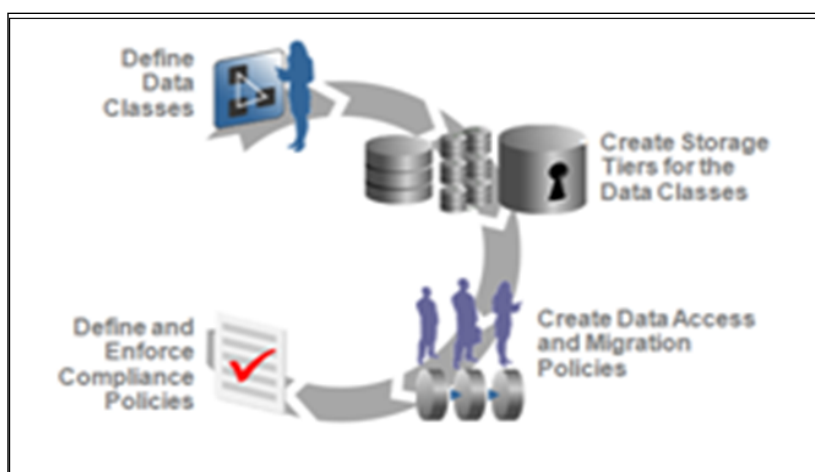 Define
Data
Classes
Create Storage
Tiers for the
Data Classes
Create Data Access
and Migration
Policies
Define and
Enforce
Compliance
Policies